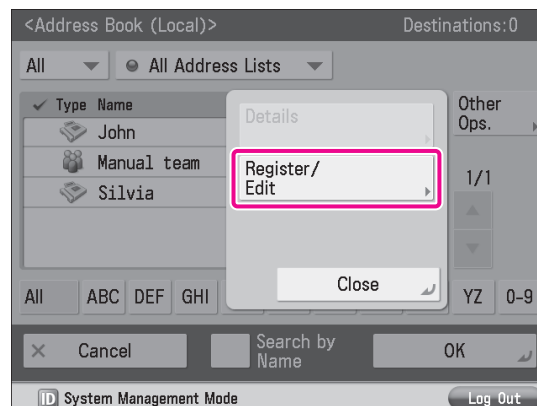 <Address Book (Local)> Destinations:0
All All Address Lists
Type Name
John
Manual team
Silvia
Details
Register/
Edit
Close
Other
Ops.
1/1
All ABC DEF GHI YZ 0-9
Cancel Search by
Name OK
ID System Management Mode Log Out